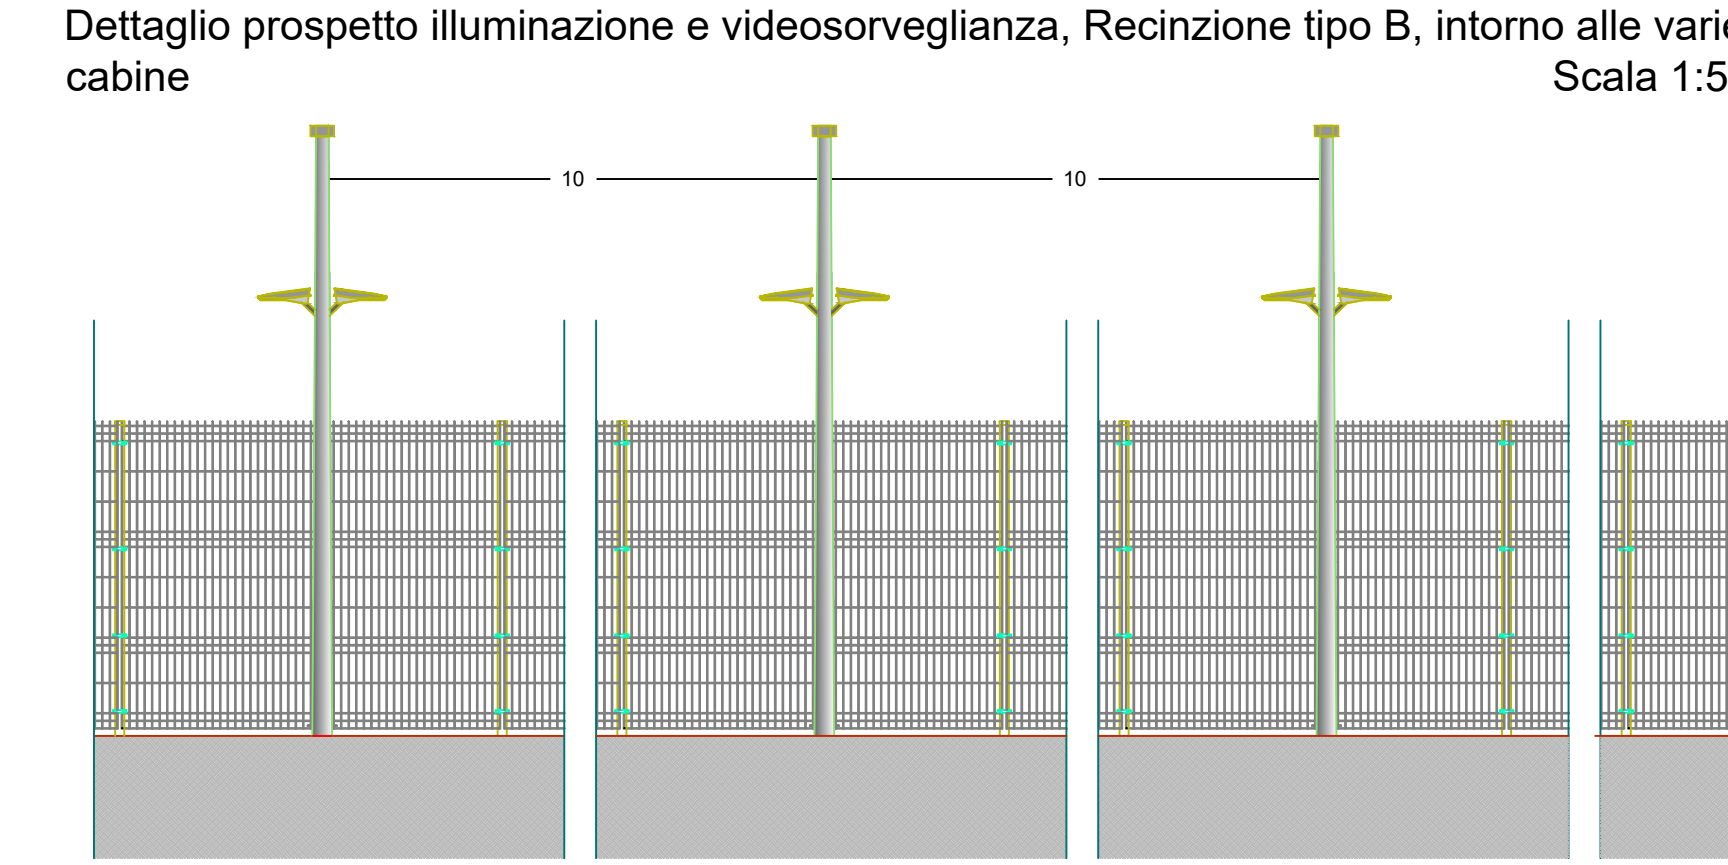 Dettaglio prospetto illuminazione e videosorveglianza, Recinzione tipo B, intorno alle varie
cabine Scala 1:5
10 10